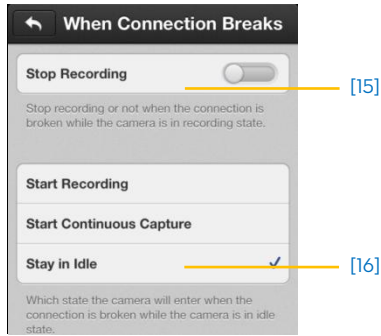 When Connection Breaks
Stop Recording
[15]
Stop recording or not when the connection is
broken while the camera is in recording state.
Start Recording
Start Continuous Capture
Stay in Idle
[16]
Which state the camera will enter when the
connection is broken while the camera is in idle
state.